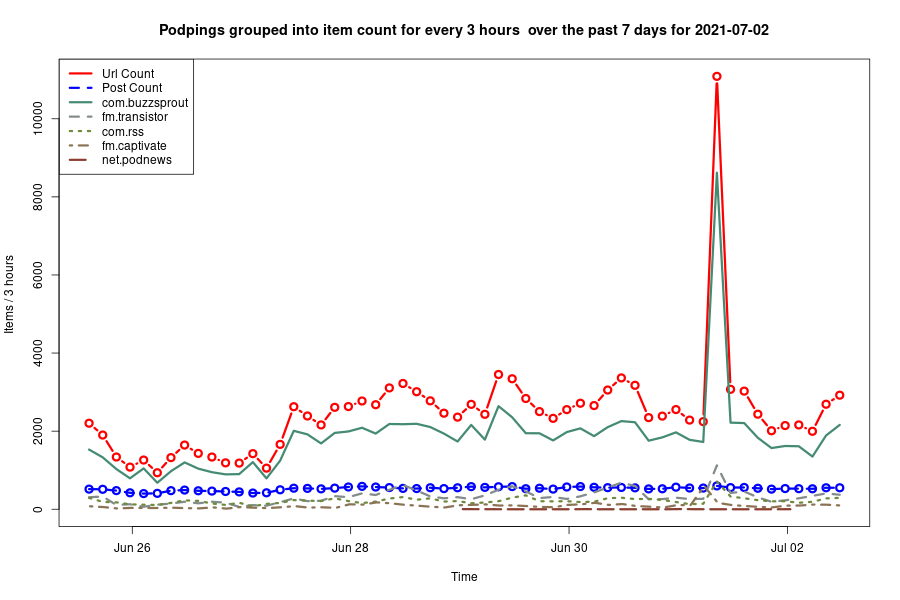 Podpings grouped into item count for every 3 hours  over the past 7 days for 2021-07-02
Url Count
Post Count
com.buzzsprout
fm.transistor
com.rss
fm.captivate
net.podnews
Items / 3 hours
10000
8000
6000
4000
2000
0
Jun 26
Jun 28
Jun 30
Jul 02
Time